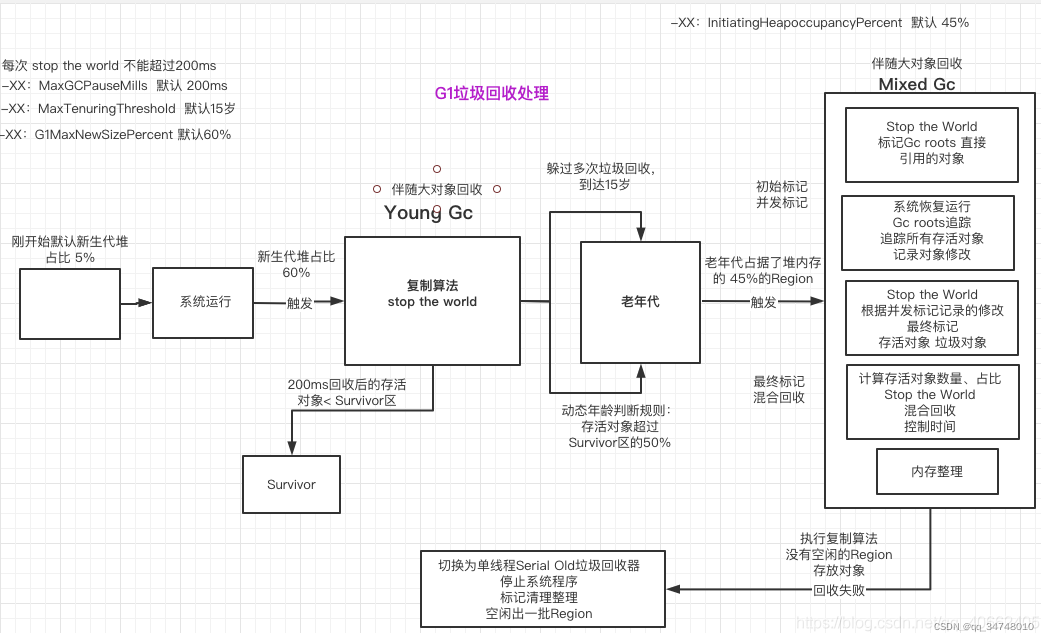 -XX：InitiatingHeapoccupancyPercent 默认 45%
每次 stop the world 不能超过200ms
-XX：MaxGCPauseMills 默认 200ms
-XX：MaxTenuringThreshold 默认15岁
-XX：G1MaxNewSizePercent 默认60%
G1垃圾回收处理
伴随大对象回收
Mixed Gc
Stop the World
标记Gc roots 直接
引用的对象
躲过多次垃圾回收，
到达15岁
初始标记
并发标记
伴随大对象回收
Young Gc
系统恢复运行
Gc roots追踪
追踪所有存活对象
记录对象修改
刚开始默认新生代堆
占比 5%
系统运行
新生代堆占比
60%
触发
复制算法
stop the world
老年代
老年代占据了堆内存
的 45%的Region
触发
Stop the World
根据并发标记记录的修改
最终标记
存活对象 垃圾对象
200ms回收后的存活
对象< Survivor区
Survivor
动态年龄判断规则：
存活对象超过
Survivor区的50%
最终标记
混合回收
计算存活对象数量、占比
Stop the World
混合回收
控制时间
内存整理
执行复制算法
没有空闲的Region
存放对象
回收失败
切换为单线程Serial Old垃圾回收器
停止系统程序
标记清理整理
空闲出一批Region
https://blog.csdn.net
CSDN @qq_34748010